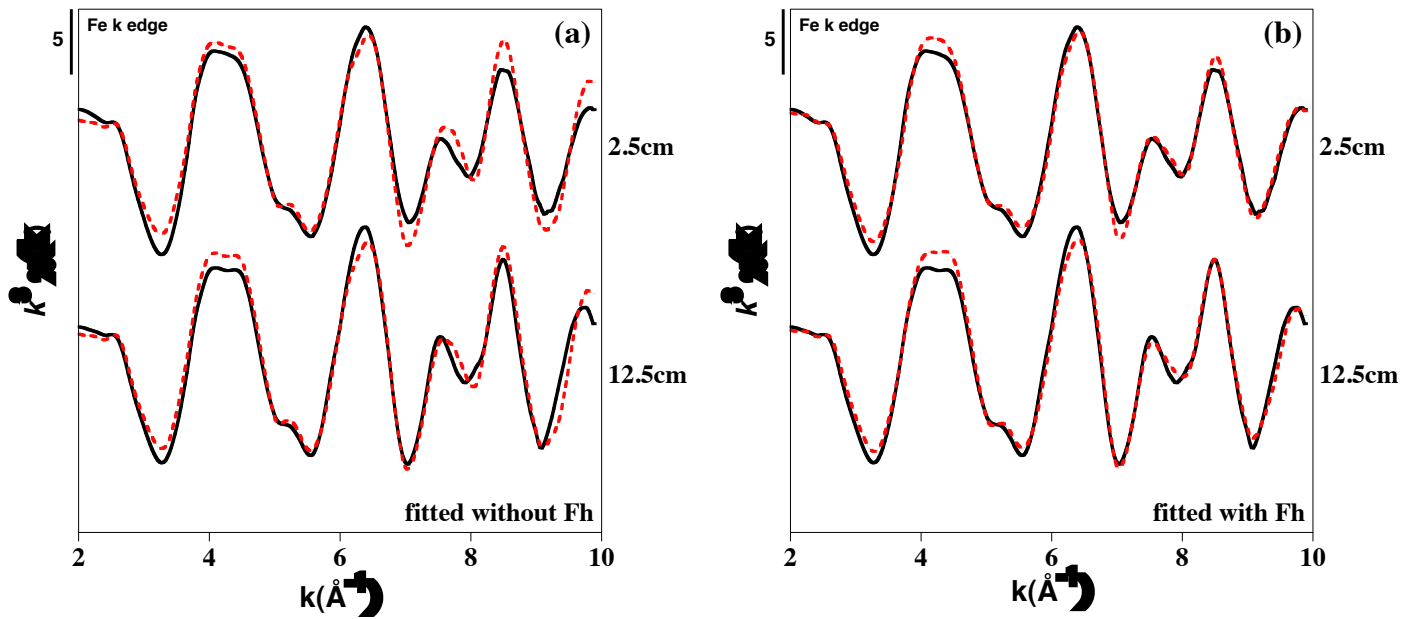 Fe k edge
(a)
5
2.5cm
12.5cm
fitted without Fh
2 4 6 8 10
k(Å
Fe k edge
(b)
5
2.5cm
12.5cm
fitted with Fh
2 4 6 8 10
k(Å